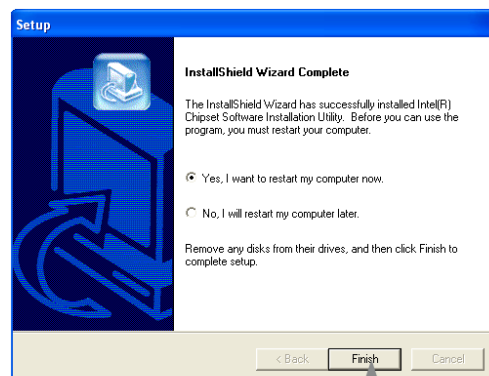 Setup
InstallShield Wizard Complete
The InstallShield Wizard has successfully installed Intel(R)
Chipset Software Installation Utility. Before you can use the
program, you must restart your computer.
Yes, I want to restart my computer now.
No, I will restart my computer later.
Remove any disks from their drives, and then click Finish to
complete setup.
< Back Finish Cancel